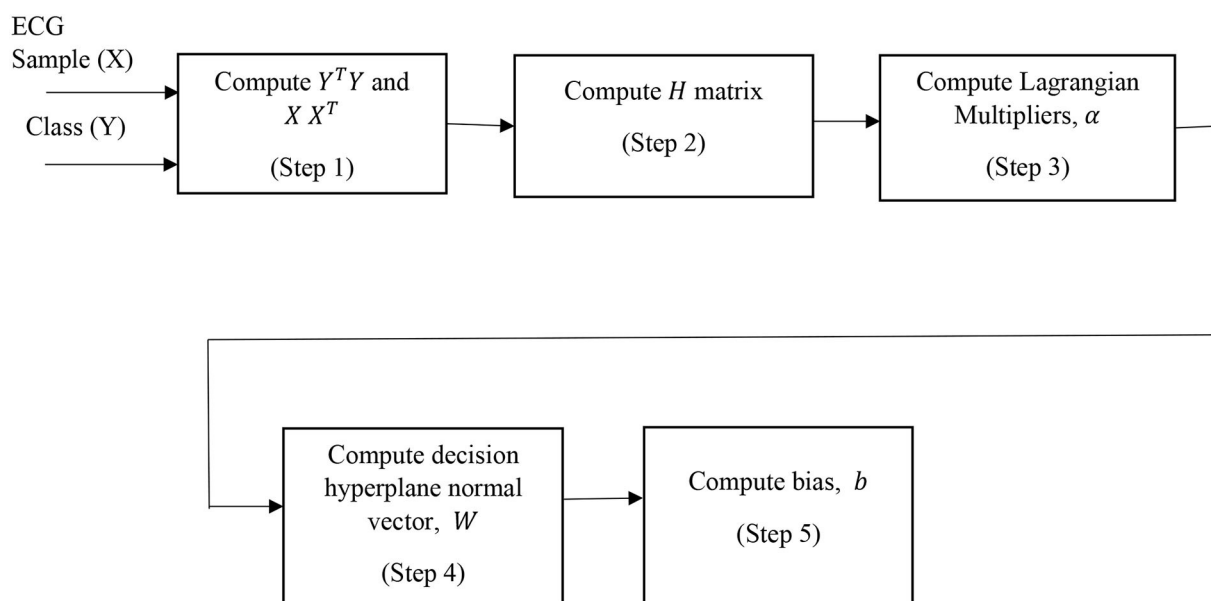 ECG
Sample (X)
Class (Y)
Compute $Y^T Y$ and
$X X^T$
(Step 1)
Compute $H$ matrix
(Step 2)
Compute Lagrangian
Multipliers, $\alpha$
(Step 3)
Compute decision
hyperplane normal
vector, $W$
(Step 4)
Compute bias, $b$
(Step 5)